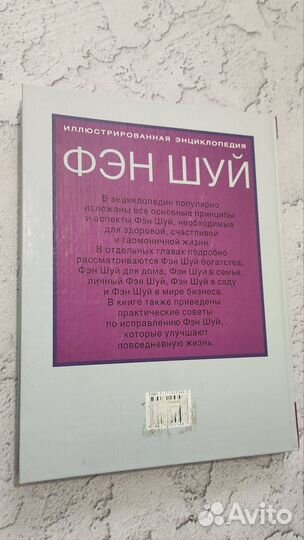 ИЛЛЮСТРИРОВАННАЯ ЭНЦИКЛОПЕДИЯ
ФЭН ШУЙ
В энциклопедии популярно
изложены все основные принципы
и аспекты Фэн Шуй, необходимые
для здоровой, счастливой
и гармоничной жизни.
В отдельных главах подробно
рассматриваются Фэн Шуй богатства,
Фэн Шуй для дома, Фэн Шуй в семье,
личный Фэн Шуй, Фэн Шуй в саду
и Фэн Шуй в мире бизнеса.
В книге также приведены
практические советы
по исправлению Фэн Шуй,
которые улучшают
повседневную жизнь.
Avito